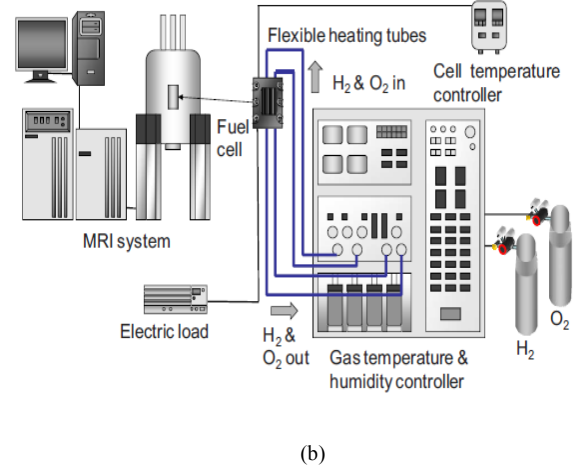 Flexible heating tubes
H₂ & O₂ in
Cell temperature
controller
Fuel
cell
MRI system
Electric load
H₂ &
O₂ out
Gas temperature &
humidity controller
H₂
O₂
(b)